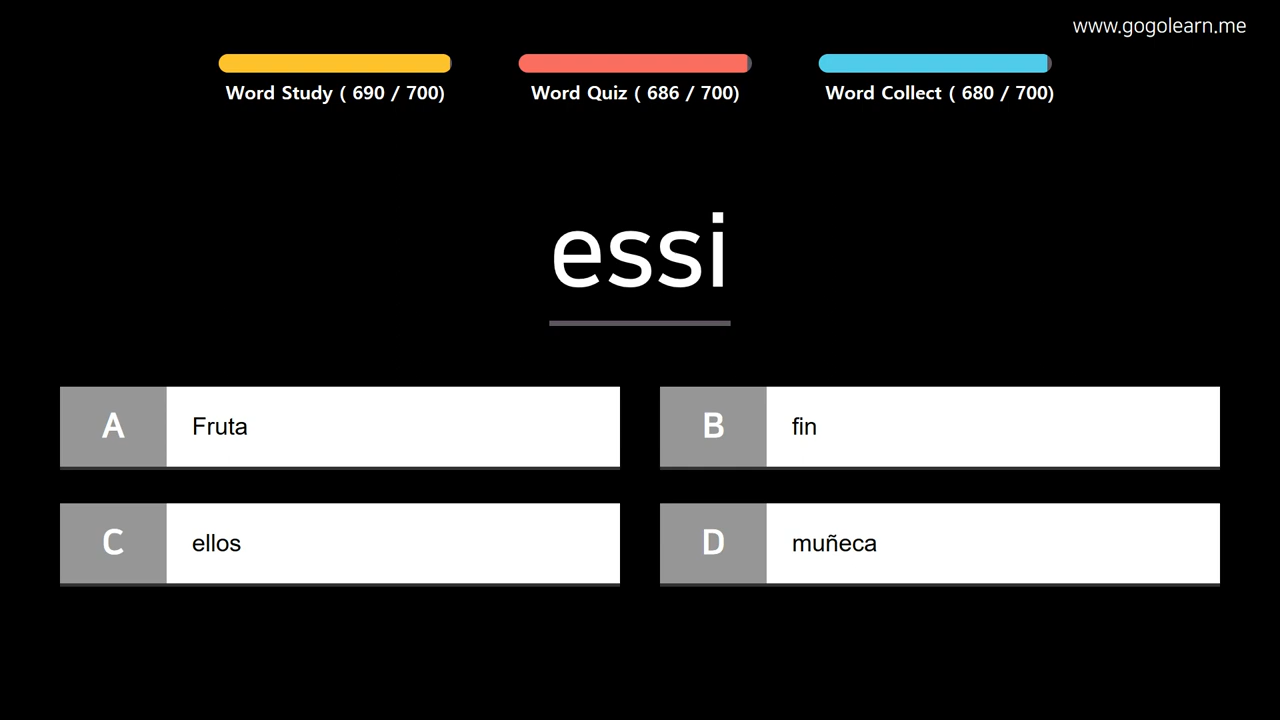 www.gogolearn.me
Word Study ( 690 / 700)
Word Quiz ( 686 / 700)
Word Collect ( 680 / 700)
essi
A Fruta
B fin
C ellos
D muñeca